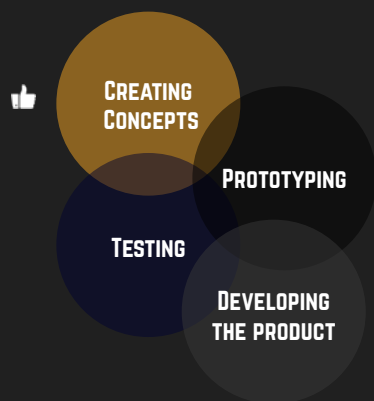 Creating
Concepts
Prototyping
Testing
Developing
the product